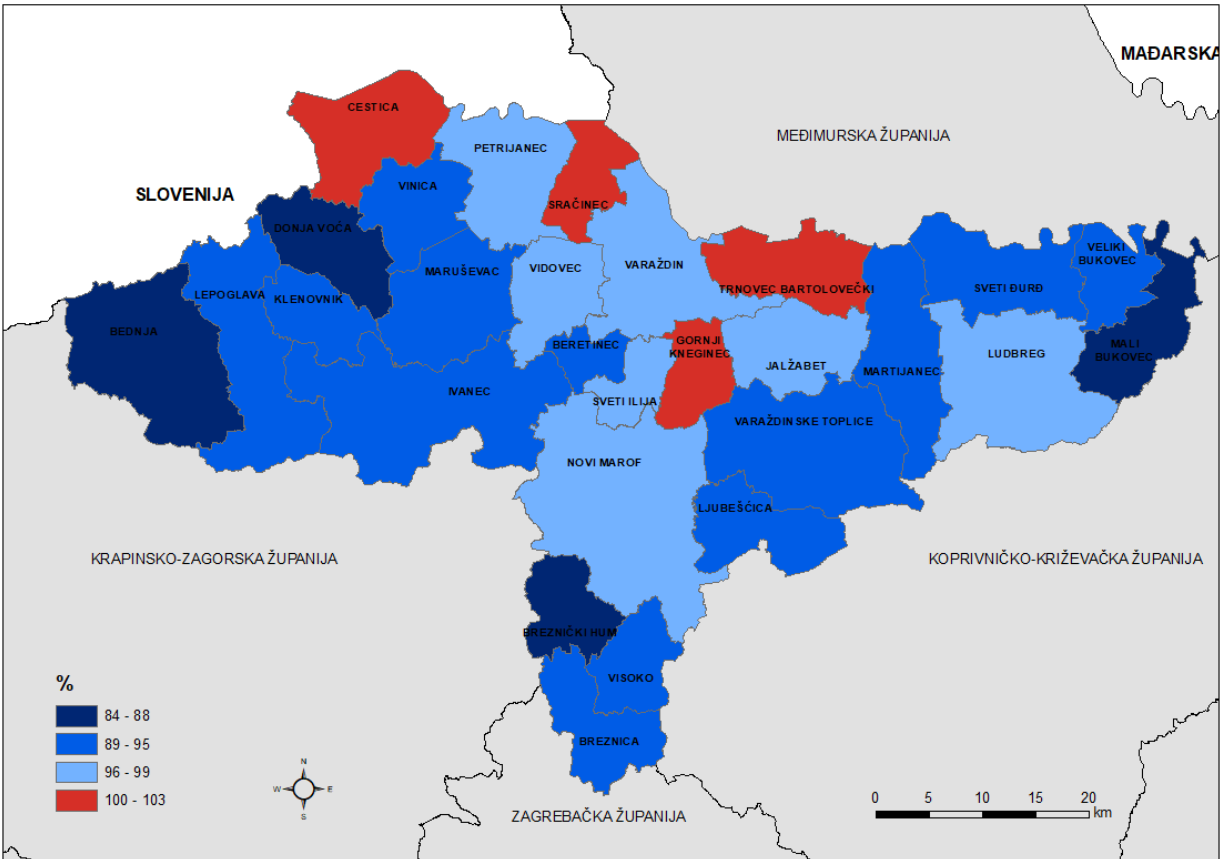 MAĐARSKA
CESTICA
MEĐIMURSKA ŽUPANIJA
PETRIJANEC
VINICA
SLOVENIJA
SRAČINEC
DONJA VOĆA
VELIKI
BUKOVEC
VARAŽDIN
VIDOVEC
MARUŠEVAC
TRNOVEC BARTOLOVEČKI
SVETI ĐURĐ
LEPOGLAVA
KLENOVNIK
BEDNJA
BERETINEC
GORNJI
KNEGINEC
MALI
BUKOVEC
LUDBREG
JALŽABET
MARTIJANEC
IVANEC
SVETI ILIJA
VARAŽDINSKE TOPLICE
NOVI MAROF
LJUBEŠĆICA
KRAPINSKO-ZAGORSKA ŽUPANIJA
KOPRIVNIČKO-KRIŽEVAČKA ŽUPANIJA
BREZNIČKI HUM
VISOKO
BREZNICA
%
84 - 88
89 - 95
96 - 99
100 - 103
N
W
E
S
ZAGREBAČKA ŽUPANIJA
0 5 10 15 20
km